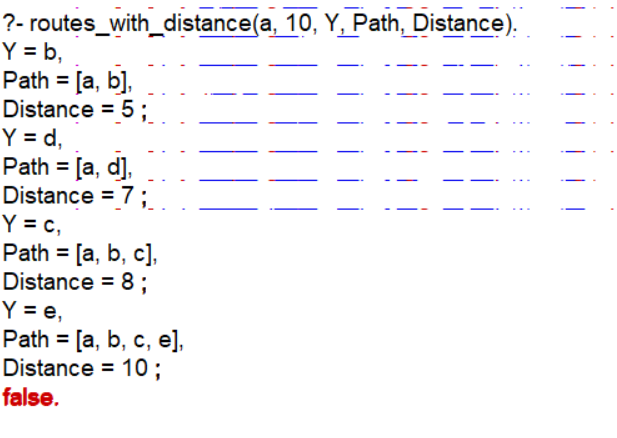 ?- routes_with_distance(a, 10, Y, Path, Distance).
Y = b,
Path = [a, b],
Distance = 5 ;
Y = d,
Path = [a, d],
Distance = 7 ;
Y = c,
Path = [a, b, c],
Distance = 8 ;
Y = e,
Path = [a, b, c, e],
Distance = 10 ;
false.